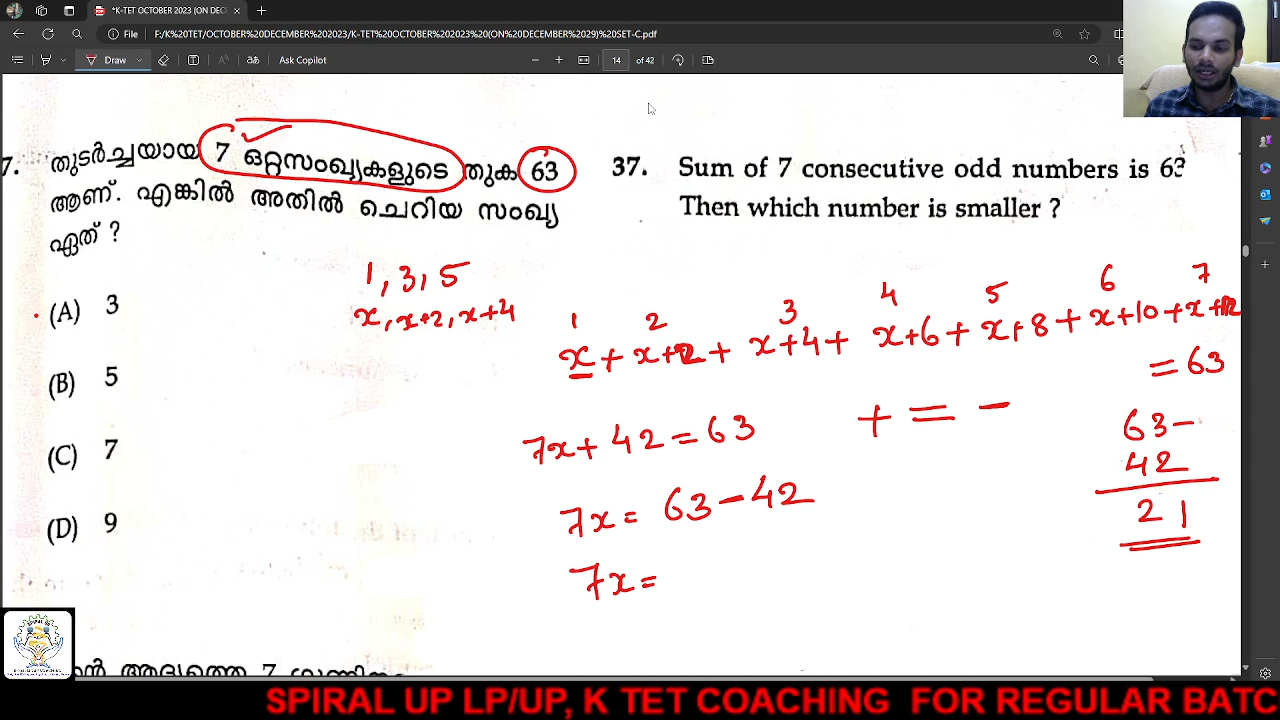 *K-TET OCTOBER 2023 (ON DECE
File
F:/K%20TET/OCTOBER%20DECEMBER%202023/K-TET%20OCTOBER%202023%20(ON%20DECEMBER%2029)%20SET-C.pdf
Draw
Ask Copilot
14 of 42
7. തുടർച്ചയായ 7 ഒറ്റസംഖ്യകളുടെ തുക 63
ആണ്. എങ്കിൽ അതിൽ ചെറിയ സംഖ്യ
ഏത് ?
(A) 3
(B) 5
(C) 7
(D) 9
37. Sum of 7 consecutive odd numbers is 63
Then which number is smaller ?
1, 3, 5
x, x+2, x+4
1 2 3 4 5 6 7
x + x+2 + x+4 + x+6 + x+8 + x+10 + x+12
= 63
7x + 42 = 63
+ = -
7x = 63 - 42
7x =
63 -
42
21
SPIRAL UP LP/UP, K TET COACHING FOR REGULAR BATC